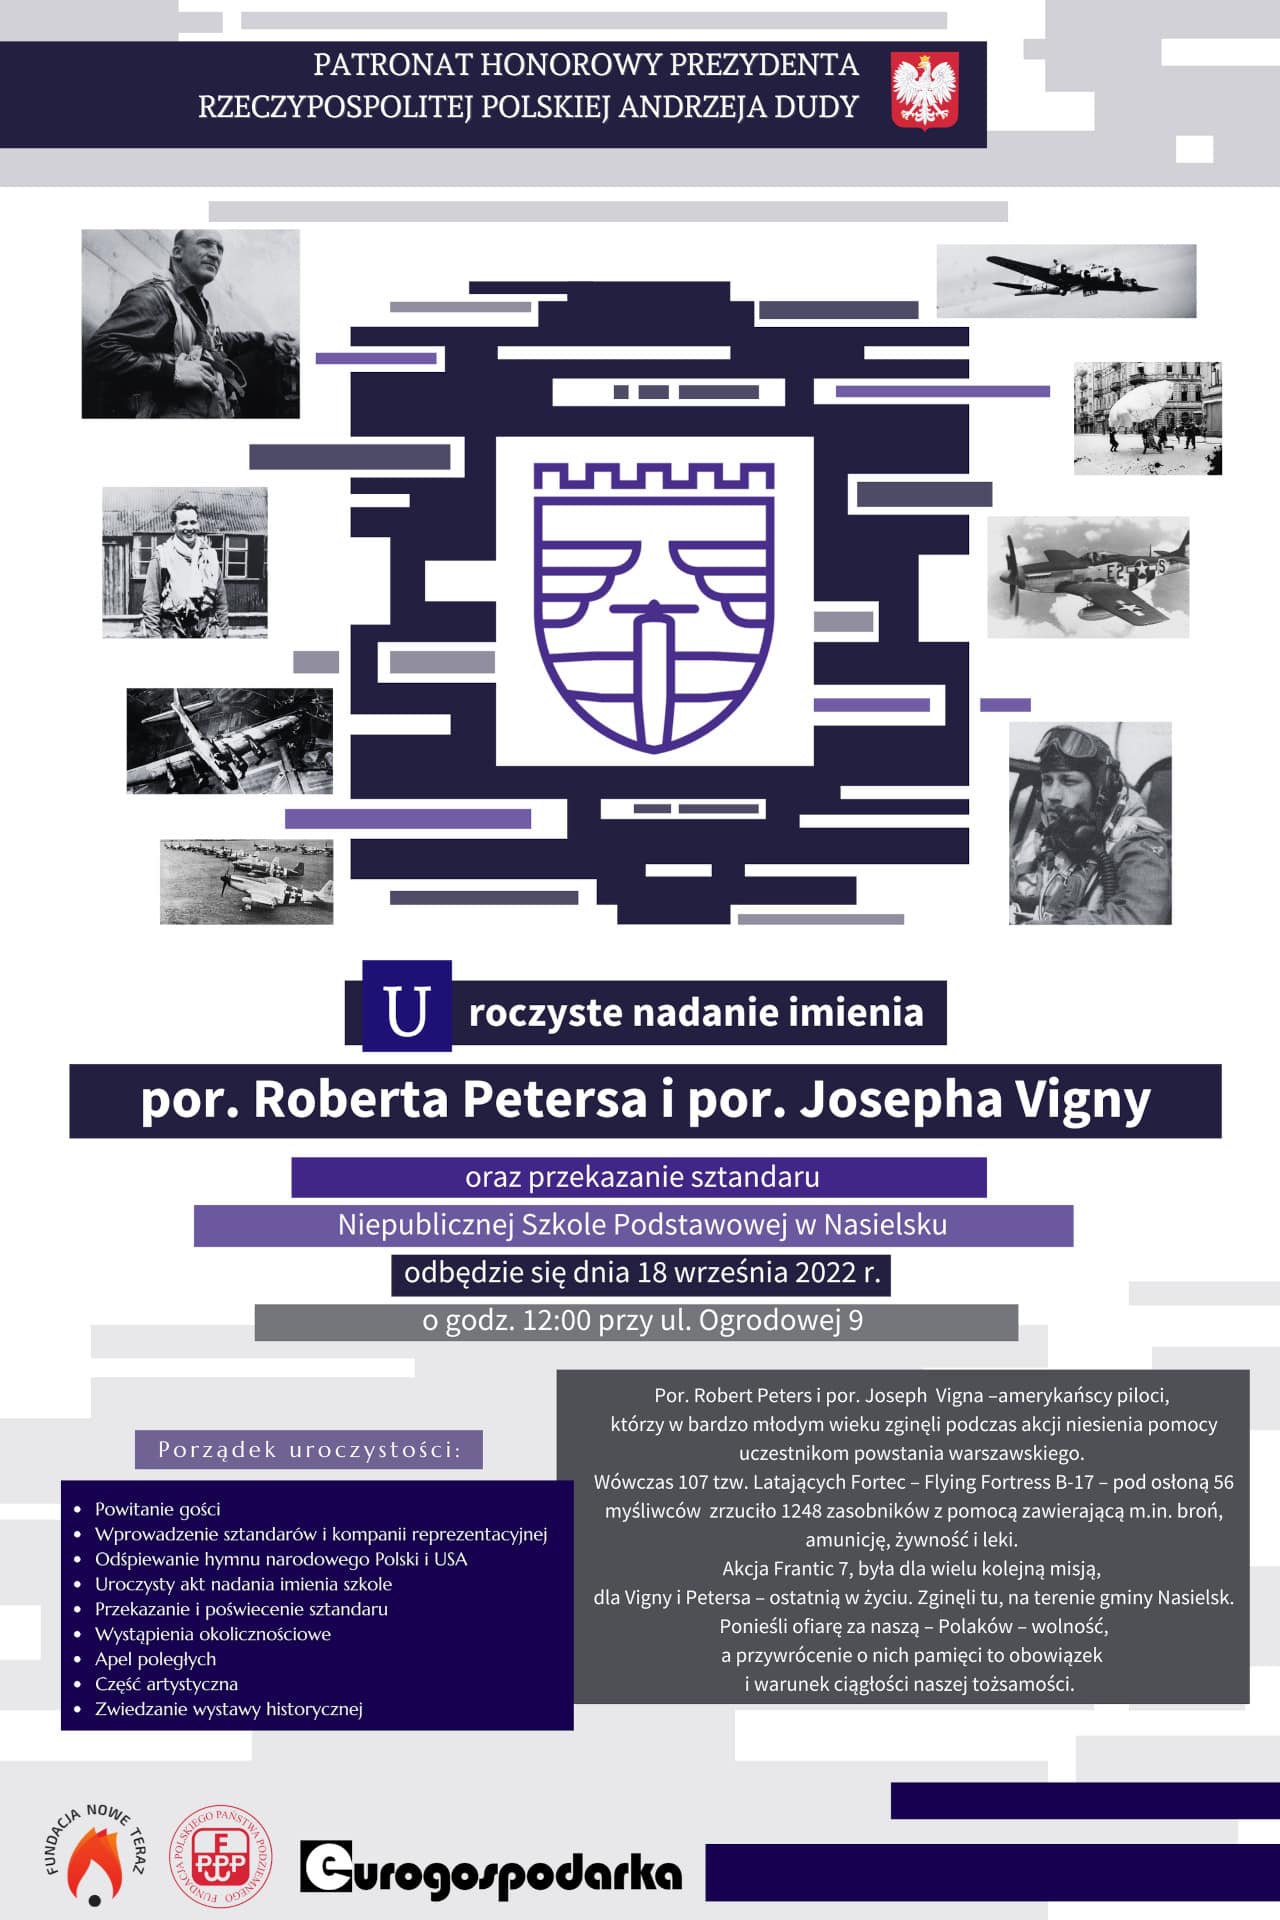 PATRONAT HONOROWY PREZYDENTA
RZECZYPOSPOLITEJ POLSKIEJ ANDRZEJA DUDY
Uroczyste nadanie imienia
por. Roberta Petersa i por. Josepha Vigny
oraz przekazanie sztandaru
Niepublicznej Szkole Podstawowej w Nasielsku
odbędzie się dnia 18 września 2022 r.
o godz. 12:00 przy ul. Ogrodowej 9
Por. Robert Peters i por. Joseph Vigna –amerykańscy piloci,
którzy w bardzo młodym wieku zginęli podczas akcji niesienia pomocy
uczestnikom powstania warszawskiego.
Wówczas 107 tzw. Latających Fortec – Flying Fortress B-17 – pod osłoną 56
myśliwców zrzuciło 1248 zasobników z pomocą zawierającą m.in. broń,
amunicję, żywność i leki.
Akcja Frantic 7, była dla wielu kolejną misją,
dla Vigny i Petersa – ostatnią w życiu. Zginęli tu, na terenie gminy Nasielsk.
Ponieśli ofiarę za naszą – Polaków – wolność,
a przywrócenie o nich pamięci to obowiązek
i warunek ciągłości naszej tożsamości.
Porządek uroczystości:
• Powitanie gości
• Wprowadzenie sztandarów i kompanii reprezentacyjnej
• Odśpiewanie hymnu narodowego Polski i USA
• Uroczysty akt nadania imienia szkole
• Przekazanie i poświecenie sztandaru
• Wystąpienia okolicznościowe
• Apel poległych
• Część artystyczna
• Zwiedzanie wystawy historycznej
FUNDACJA NOWE TERAZ
FUNDACJA POLSKIEGO PAŃSTWA PODZIEMNEGO
F
PPP
eurogospodarka